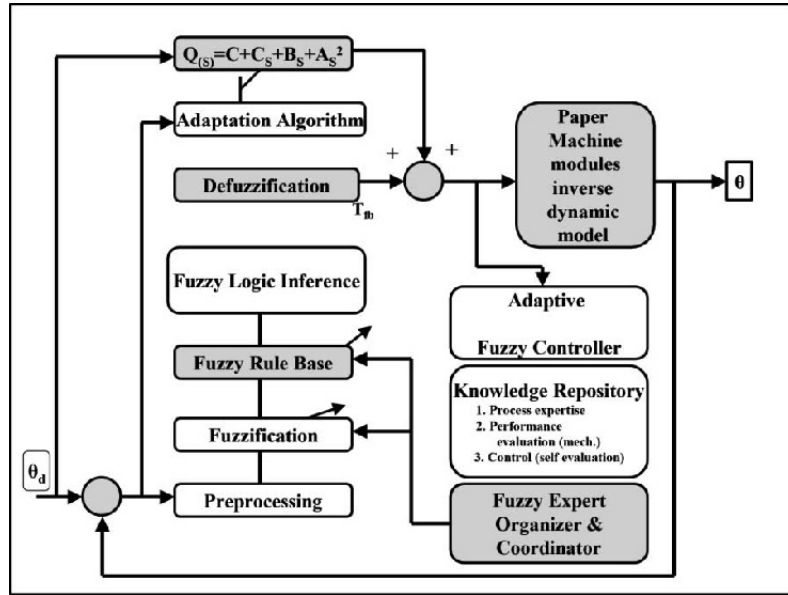 Q(S)=C+CS+BS+AS²
Adaptation Algorithm
Paper
Machine
modules
inverse
dynamic
model
+
+
Defuzzification
Tfb
θ
Fuzzy Logic Inference
Adaptive
Fuzzy Controller
Fuzzy Rule Base
Knowledge Repository
1. Process expertise
2. Performance
evaluation (mech.)
3. Control (self evaluation)
Fuzzification
θd
Preprocessing
Fuzzy Expert
Organizer &
Coordinator